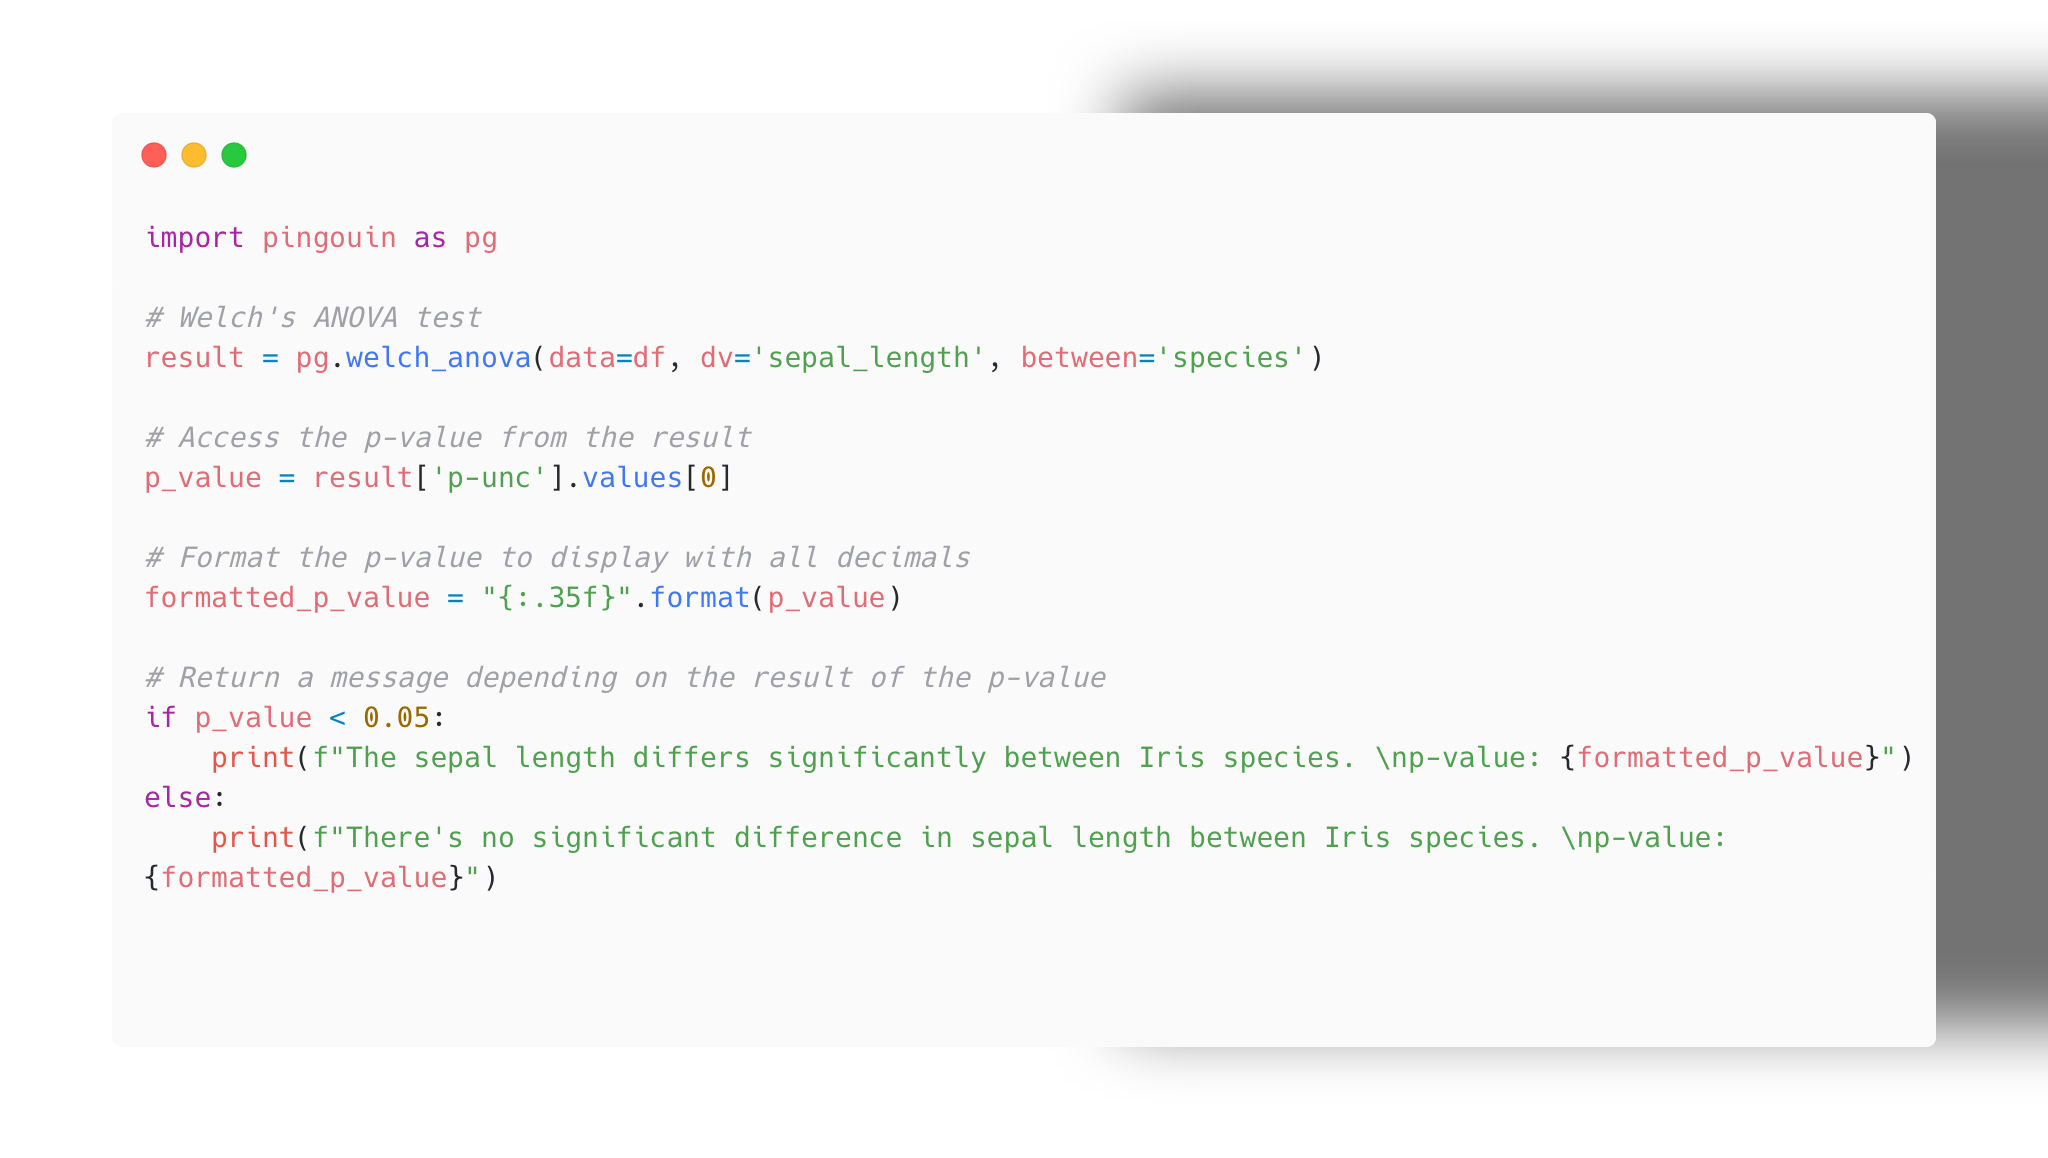 import pingouin as pg
# Welch's ANOVA test
result = pg.welch_anova(data=df, dv='sepal_length', between='species')
# Access the p-value from the result
p_value = result['p-unc'].values[0]
# Format the p-value to display with all decimals
formatted_p_value = "{:.35f}".format(p_value)
# Return a message depending on the result of the p-value
if p_value < 0.05:
    print(f"The sepal length differs significantly between Iris species. \np-value: {formatted_p_value}")
else:
    print(f"There's no significant difference in sepal length between Iris species. \np-value:
{formatted_p_value}")